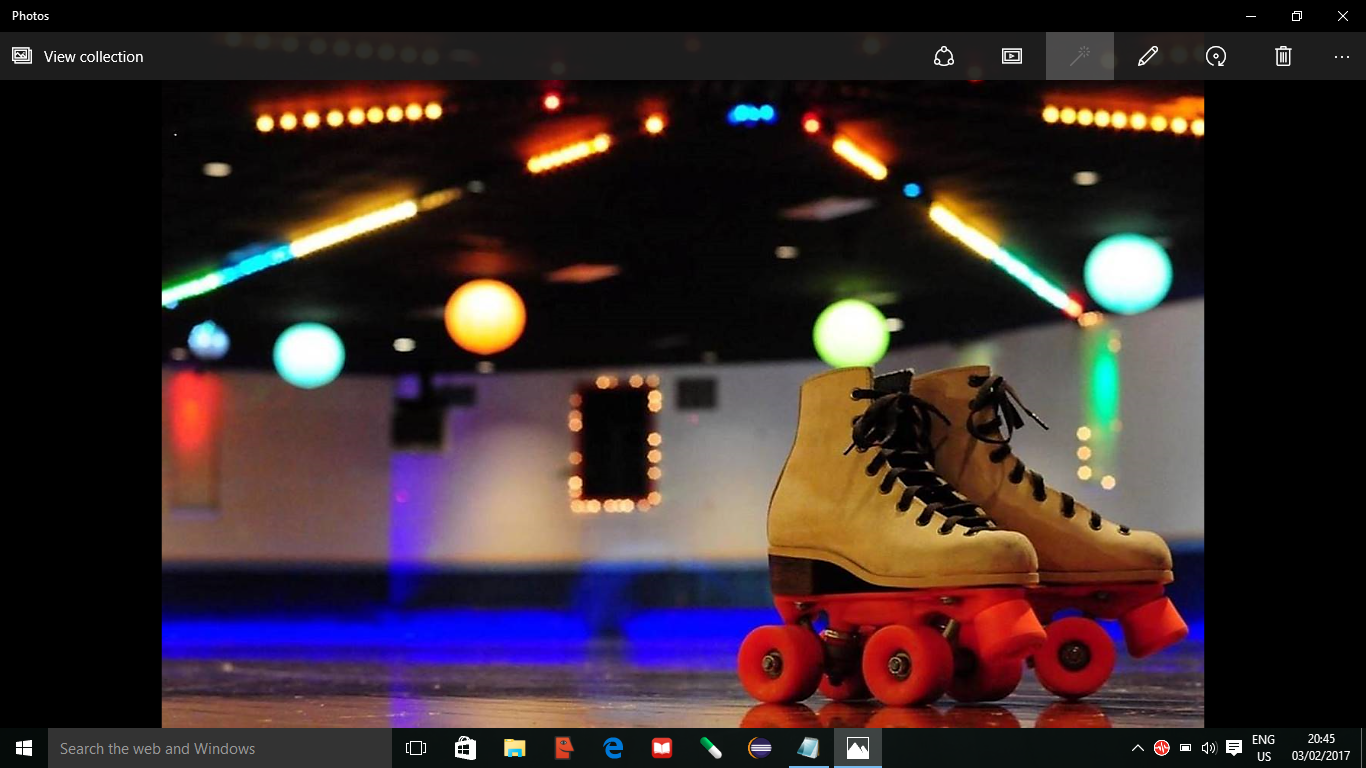 Photos
View collection
Search the web and Windows
ENG
US
20:45
03/02/2017